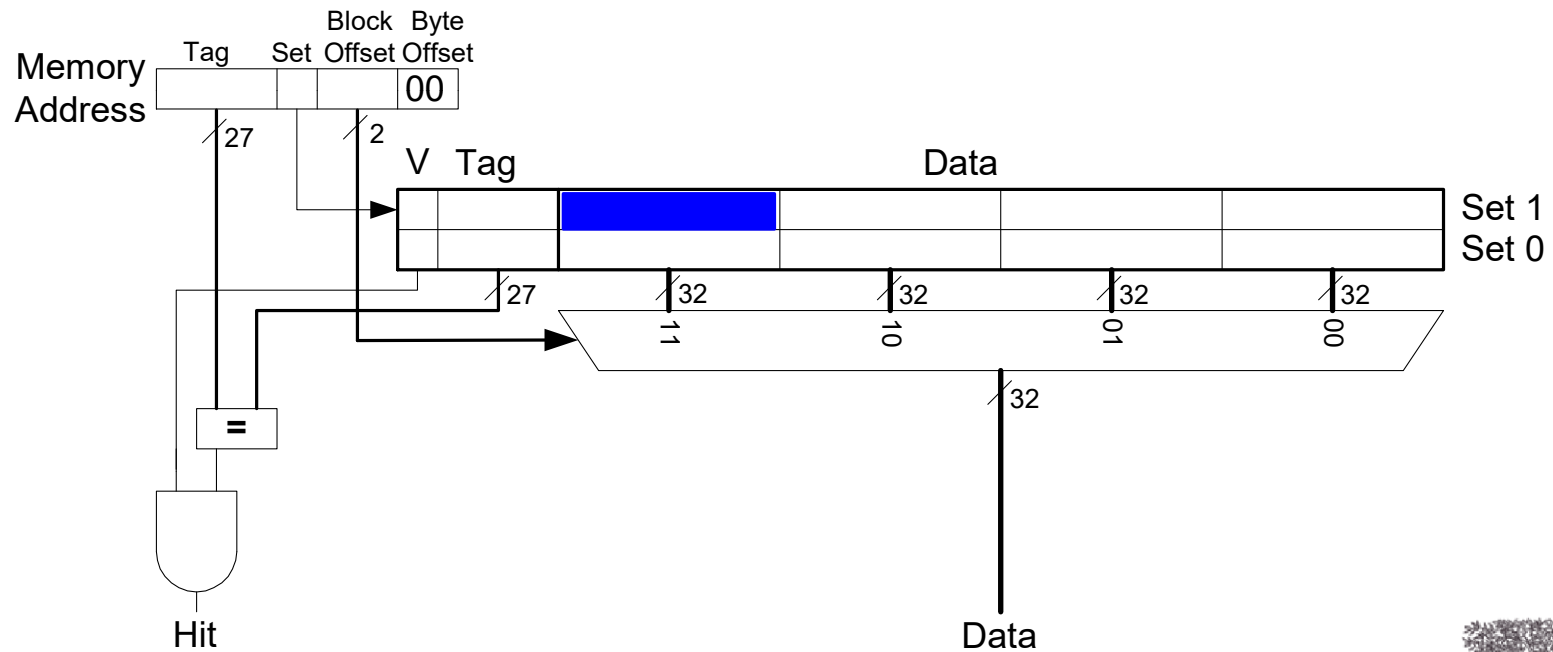 Block Byte
Tag Set Offset Offset
Memory Address
00
27
2
V Tag Data
Set 1
Set 0
27 32 32 32 32
11 10 01 00
32
=
Hit Data